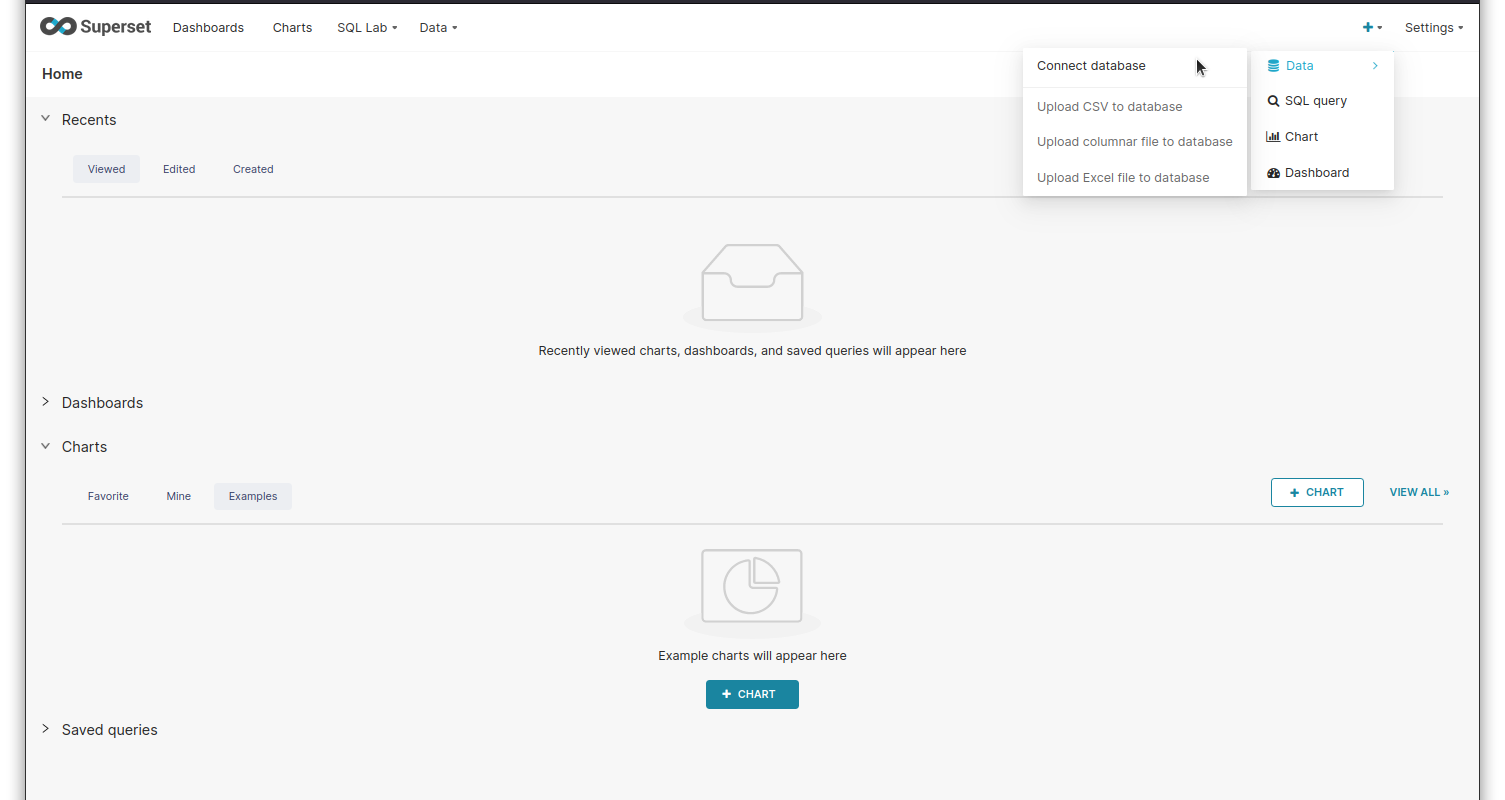 Superset Dashboards Charts SQL Lab Data Settings
Home
Connect database
Upload CSV to database
Upload columnar file to database
Upload Excel file to database
Data
SQL query
Chart
Dashboard
Recents
Viewed Edited Created
Recently viewed charts, dashboards, and saved queries will appear here
Dashboards
Charts
Favorite Mine Examples
+ CHART VIEW ALL »
Example charts will appear here
+ CHART
Saved queries